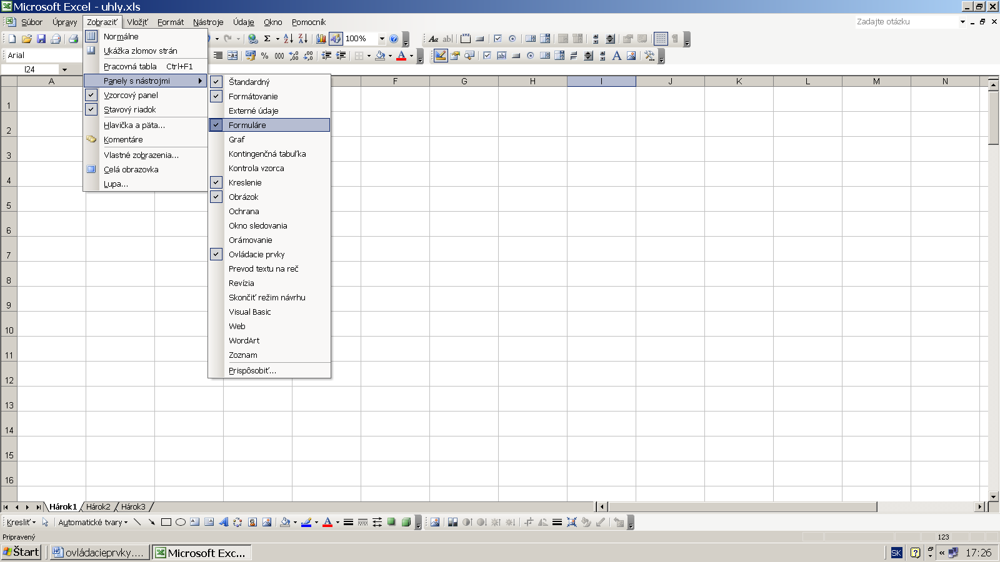 Microsoft Excel - uhly.xls
Súbor Úpravy Zobraziť Vložiť Formát Nástroje Údaje Okno Pomocník Zadajte otázku
100%
Arial
I24
Normálne
Ukážka zlomov strán
Pracovná tabla Ctrl+F1
Panely s nástrojmi
Vzorcový panel
Stavový riadok
Hlavička a päta...
Komentáre
Vlastné zobrazenia...
Celá obrazovka
Lupa...
Štandardný
Formátovanie
Externé údaje
Formuláre
Graf
Kontingenčná tabuľka
Kontrola vzorca
Kreslenie
Obrázok
Ochrana
Okno sledovania
Orámovanie
Ovládacie prvky
Prevod textu na reč
Revízia
Skončiť režim návrhu
Visual Basic
Web
WordArt
Zoznam
Prispôsobiť...
A F G H I J K L M N
1
2
3
4
5
6
7
8
9
10
11
12
13
14
15
16
Hárok1 Hárok2 Hárok3
Kresliť Automatické tvary
Pripravený 123
Štart ovládacieprvky.... Microsoft Exc... SK 17:26